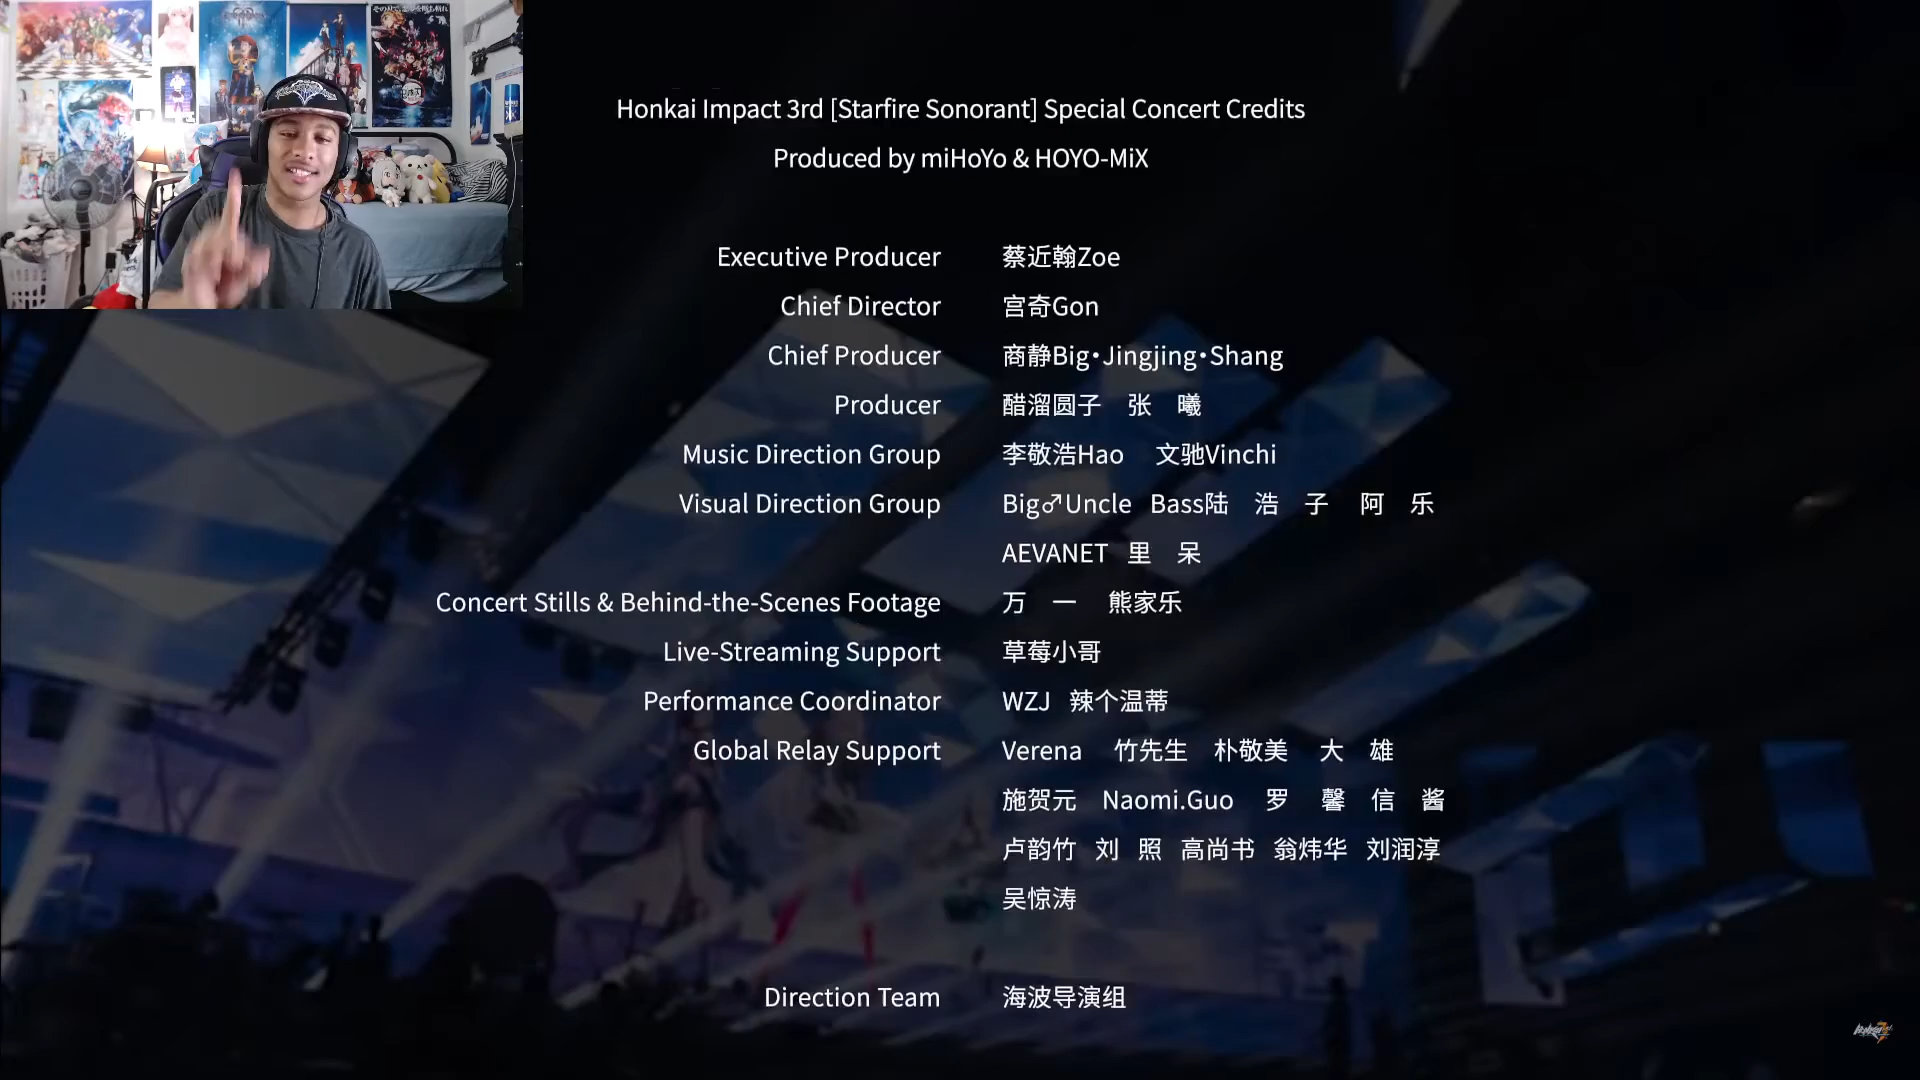 Honkai Impact 3rd [Starfire Sonorant] Special Concert Credits
Produced by miHoYo & HOYO-MiX
Executive Producer 蔡近翰Zoe
Chief Director 宫奇Gon
Chief Producer 商静Big·Jingjing·Shang
Producer 醋溜圆子 张 曦
Music Direction Group 李敬浩Hao 文驰Vinchi
Visual Direction Group Big♂Uncle Bass陆 浩 子 阿 乐
AEVANET 里 呆
Concert Stills & Behind-the-Scenes Footage 万 一 熊家乐
Live-Streaming Support 草莓小哥
Performance Coordinator WZJ 辣个温蒂
Global Relay Support Verena 竹先生 朴敬美 大 雄
施贺元 Naomi.Guo 罗 馨 信 酱
卢韵竹 刘 照 高尚书 翁炜华 刘润淳
吴惊涛
Direction Team 海波导演组